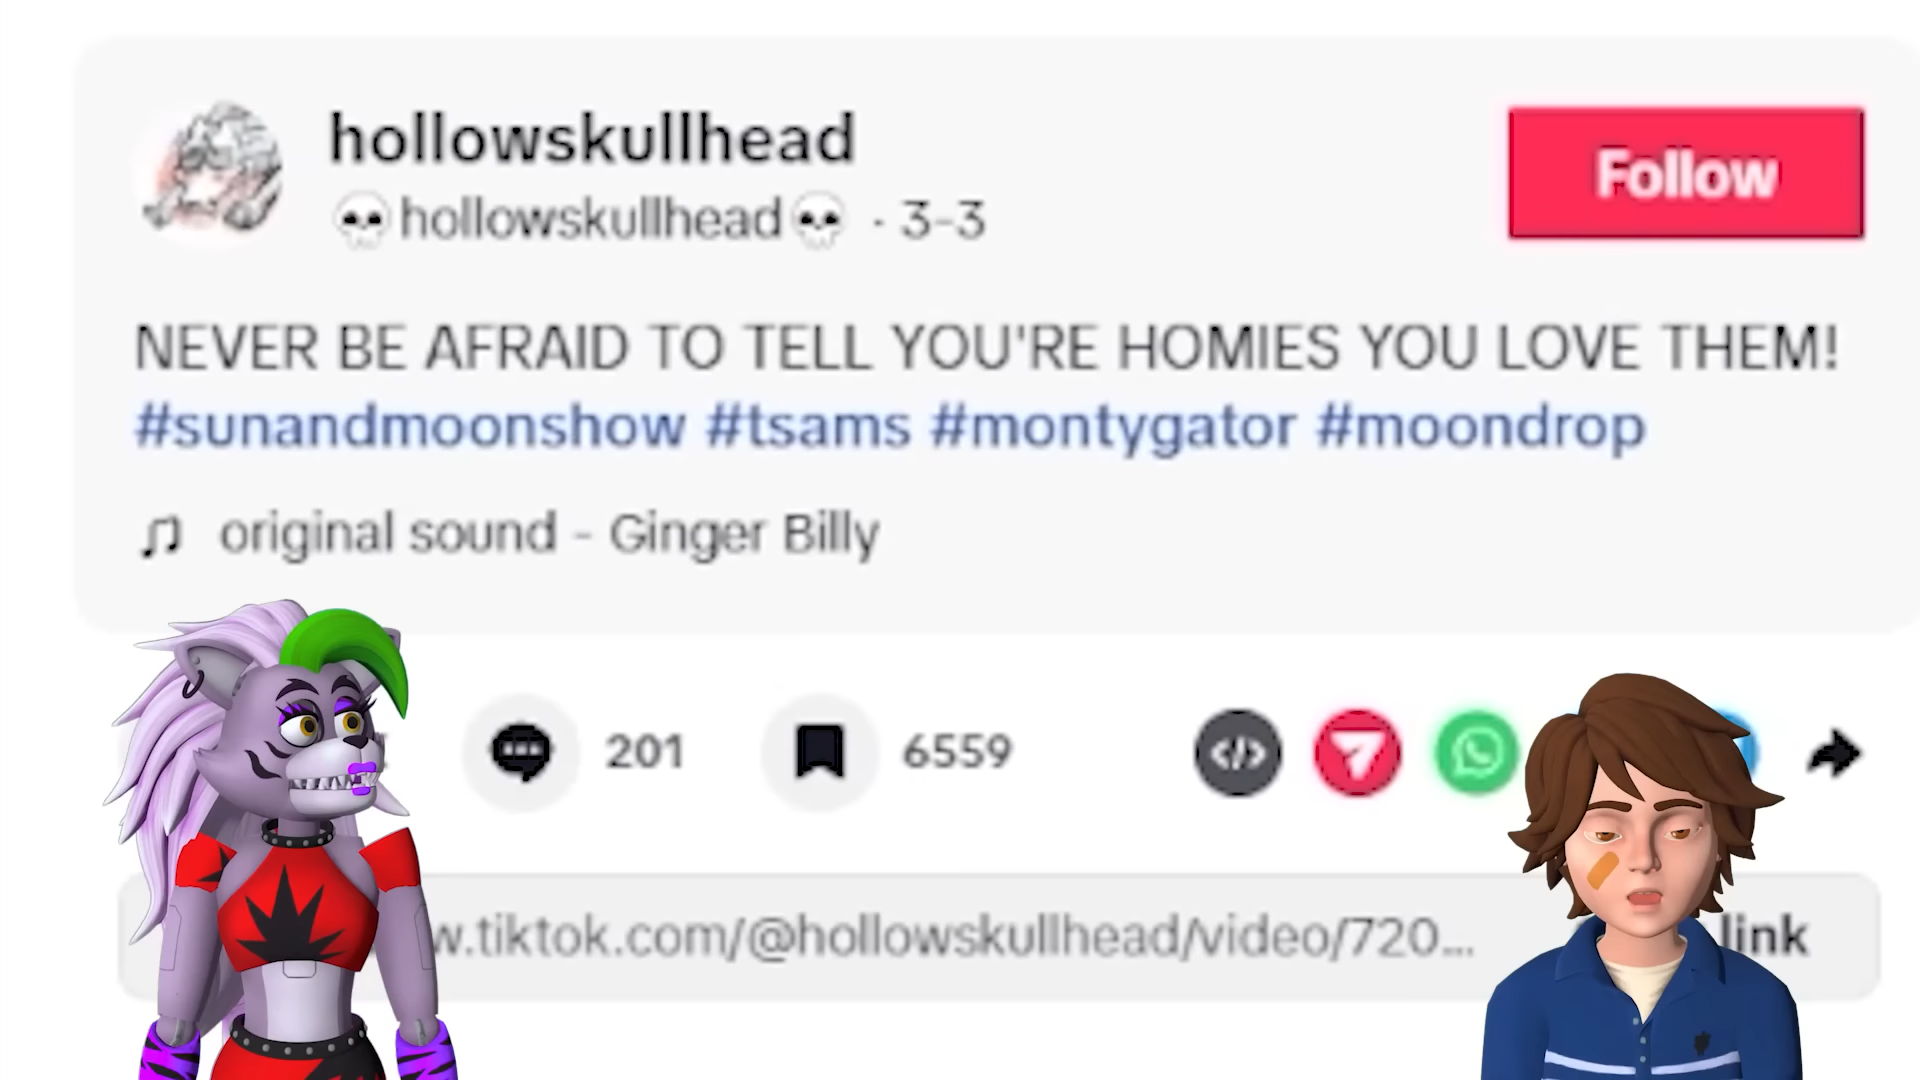 hollowskullhead
💀hollowskullhead💀 · 3-3
Follow
NEVER BE AFRAID TO TELL YOU'RE HOMIES YOU LOVE THEM!
#sunandmoonshow #tsams #montygator #moondrop
original sound - Ginger Billy
201
6559
w.tiktok.com/@hollowskullhead/video/720...
link